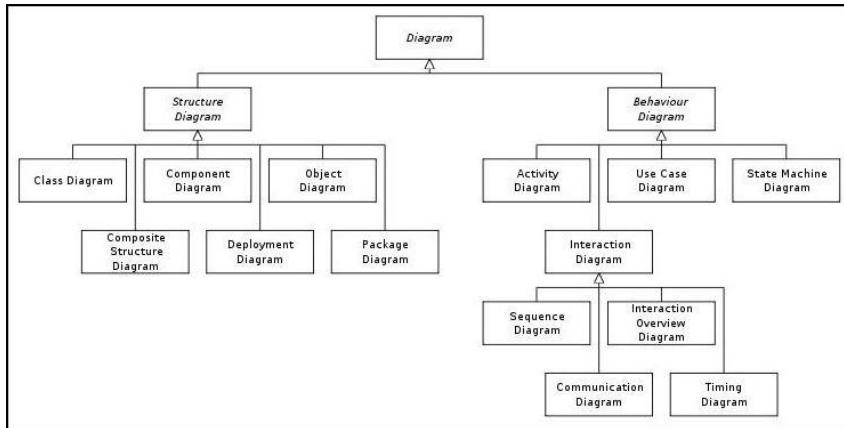 Diagram
Structure
Diagram
Behaviour
Diagram
Class Diagram
Component
Diagram
Object
Diagram
Activity
Diagram
Use Case
Diagram
State Machine
Diagram
Composite
Structure
Diagram
Deployment
Diagram
Package
Diagram
Interaction
Diagram
Sequence
Diagram
Interaction
Overview
Diagram
Communication
Diagram
Timing
Diagram